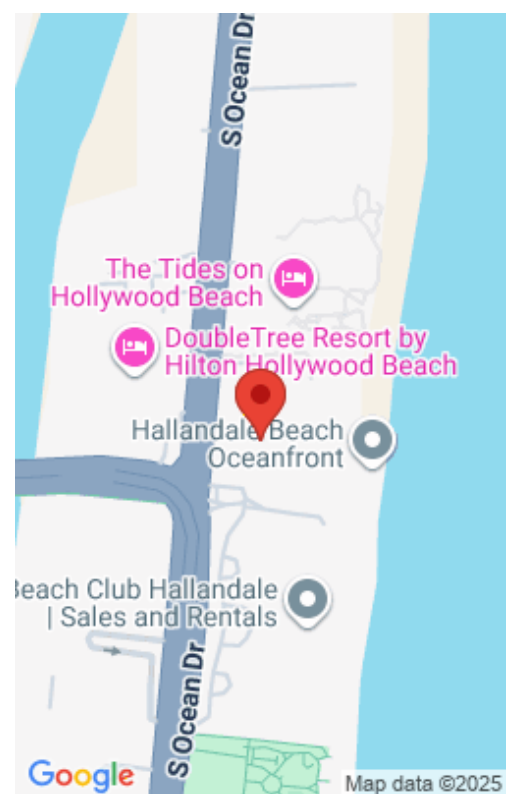 S Ocean Dr
The Tides on
Hollywood Beach
DoubleTree Resort by
Hilton Hollywood Beach
Hallandale Beach
Oceanfront
Beach Club Hallandale
| Sales and Rentals
S Ocean Dr
Google
Map data ©2025